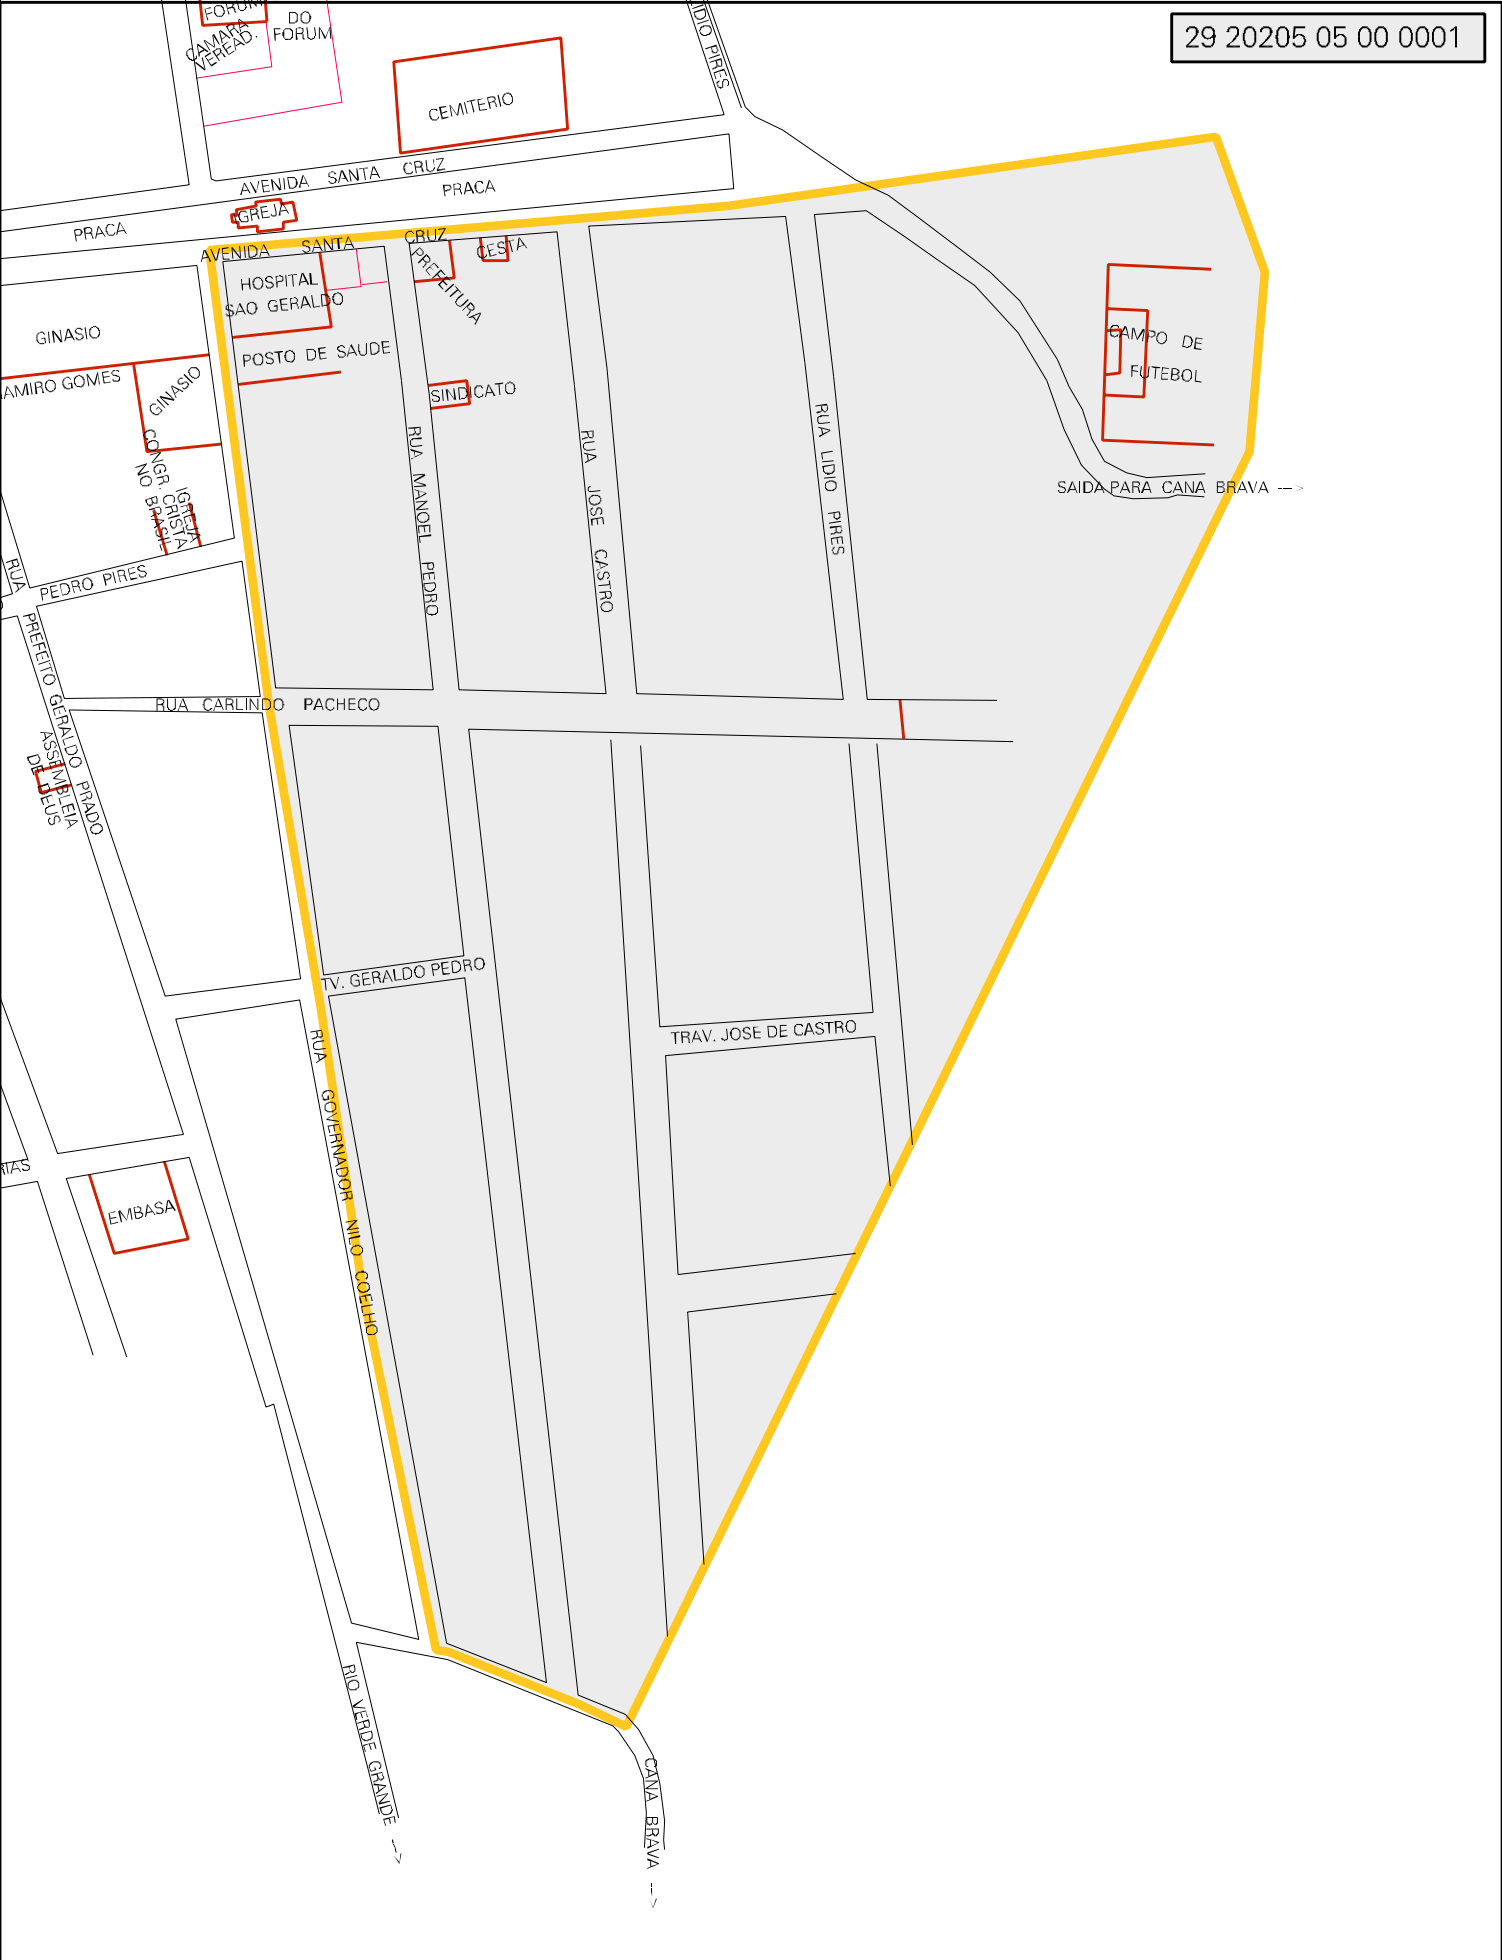 29 20205 05 00 0001
FORUM
DO
FORUM
CAMARA
VEREAD.
LIDIO PIRES
CEMITERIO
AVENIDA SANTA CRUZ
PRACA
IGREJA
PRACA
AVENIDA SANTA CRUZ
PREFEITURA
CESTA
HOSPITAL
SAO GERALDO
POSTO DE SAUDE
SINDICATO
GINASIO
RAMIRO GOMES
GINASIO
IGREJA
CONGR. CRISTA
NO BRASIL
CAMPO DE
FUTEBOL
SAIDA PARA CANA BRAVA -->
RUA MANOEL PEDRO
RUA JOSE CASTRO
RUA LIDIO PIRES
PEDRO PIRES
RUA
PREFEITO GERALDO PRADO
RUA CARLINDO PACHECO
ASSEMBLEIA
DE DEUS
TV. GERALDO PEDRO
TRAV. JOSE DE CASTRO
RUA GOVERNADOR NILO COELHO
RIAS
EMBASA
RIO VERDE GRANDE -->
CANA BRAVA -->